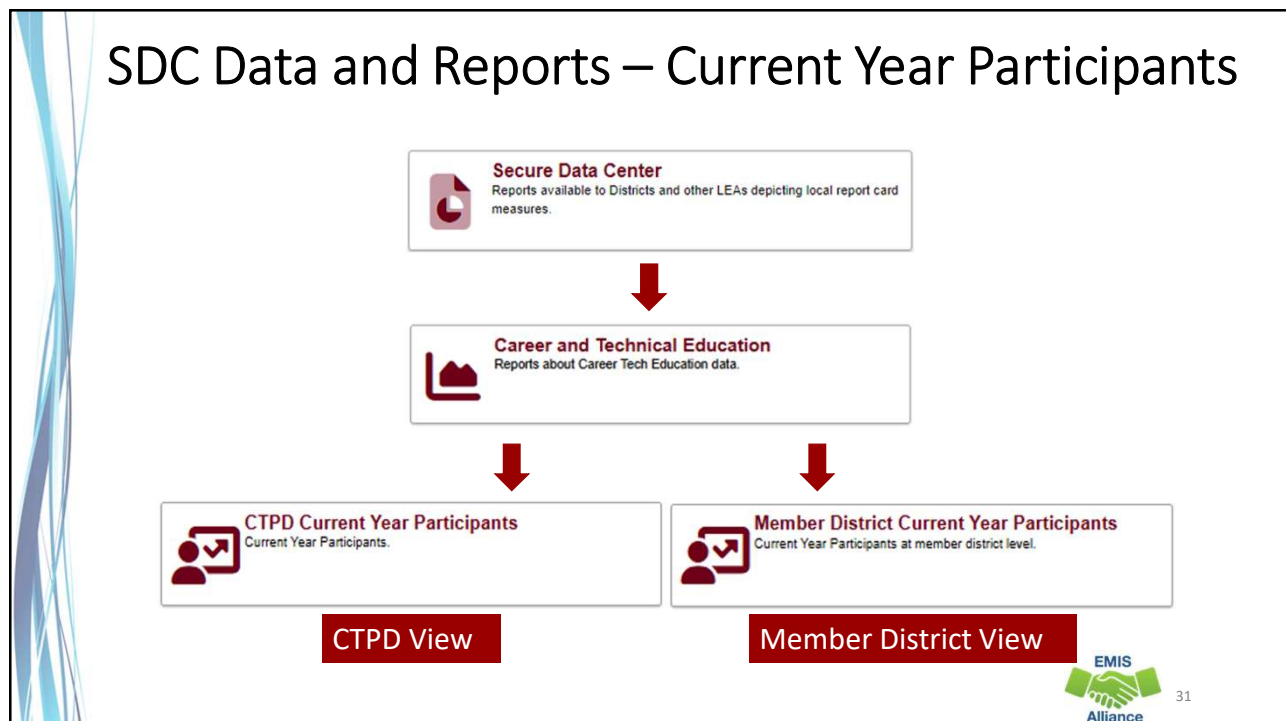 SDC Data and Reports – Current Year Participants
Secure Data Center
Reports available to Districts and other LEAs depicting local report card
measures.
Career and Technical Education
Reports about Career Tech Education data.
CTPD Current Year Participants
Current Year Participants.
Member District Current Year Participants
Current Year Participants at member district level.
CTPD View
Member District View
EMIS
Alliance
31